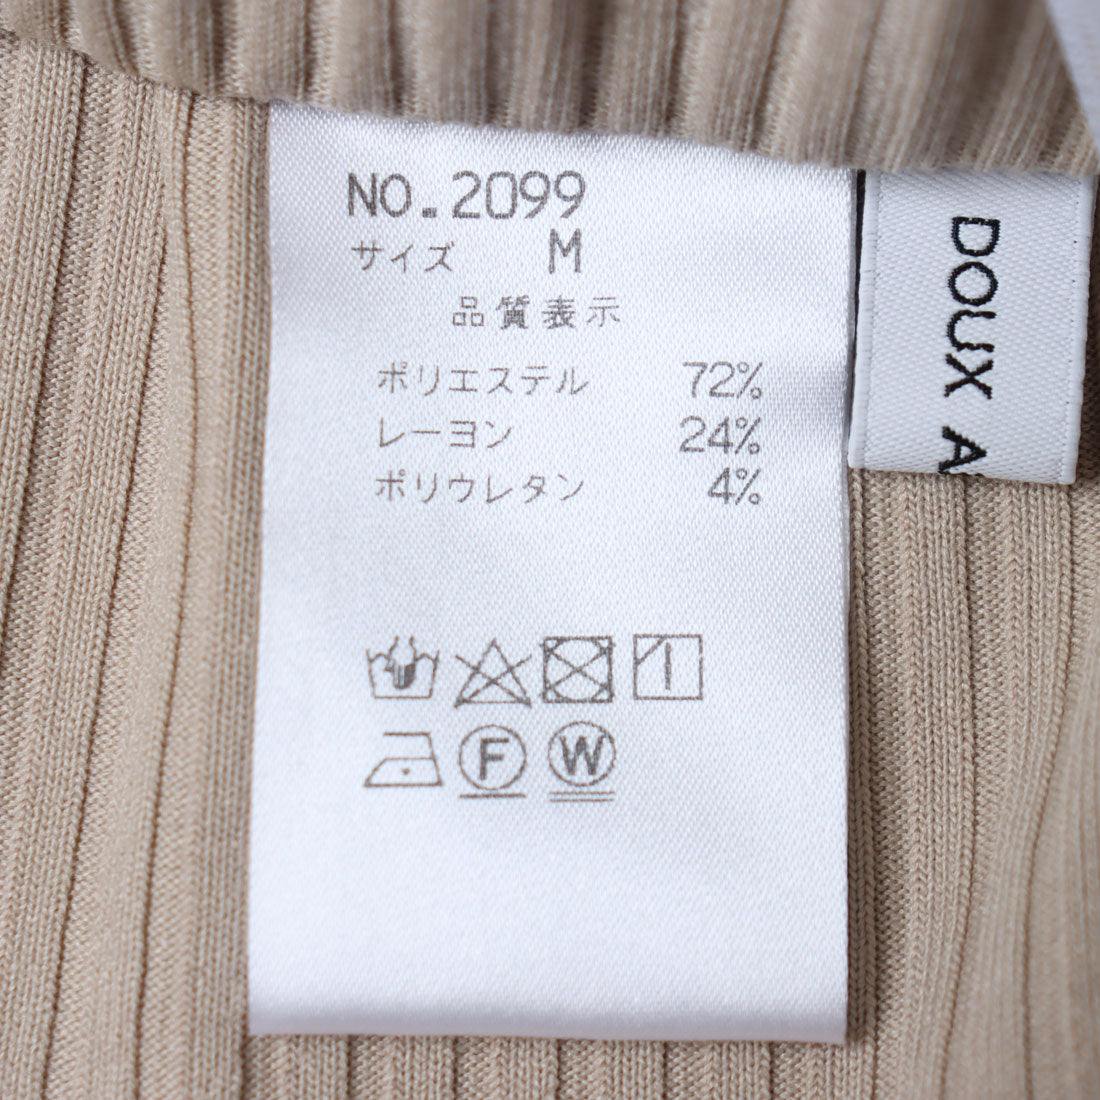 NO.2099
サイズ M
品質表示
ポリエステル 72%
レーヨン 24%
ポリウレタン 4%
F W
DOUX